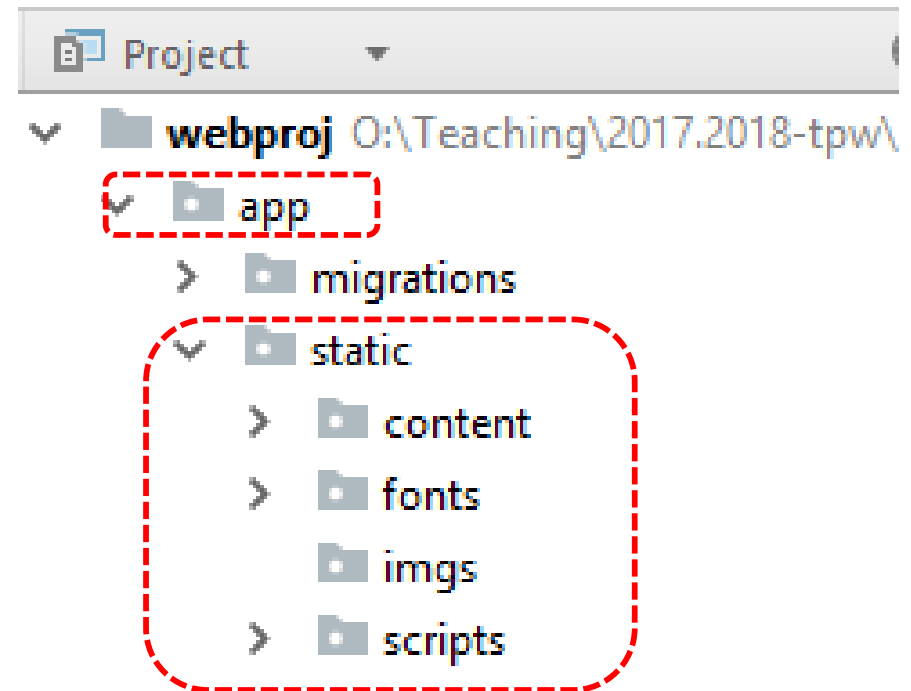 Project
webproj O:\Teaching\2017.2018-tpw\
app
migrations
static
content
fonts
imgs
scripts